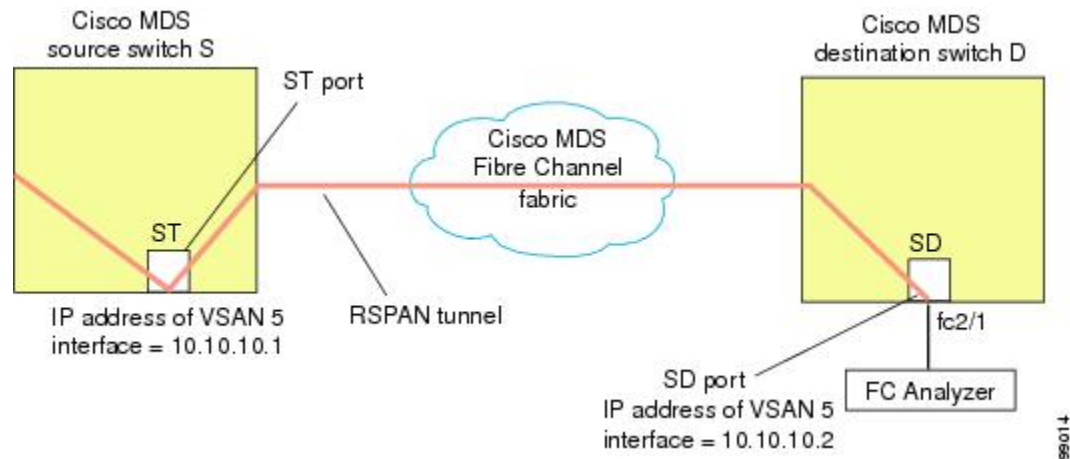 Cisco MDS
source switch S
ST port
Cisco MDS
destination switch D
Cisco MDS
Fibre Channel
fabric
ST
SD
IP address of VSAN 5
interface = 10.10.10.1
RSPAN tunnel
fc2/1
SD port
IP address of VSAN 5
interface = 10.10.10.2
FC Analyzer
99014